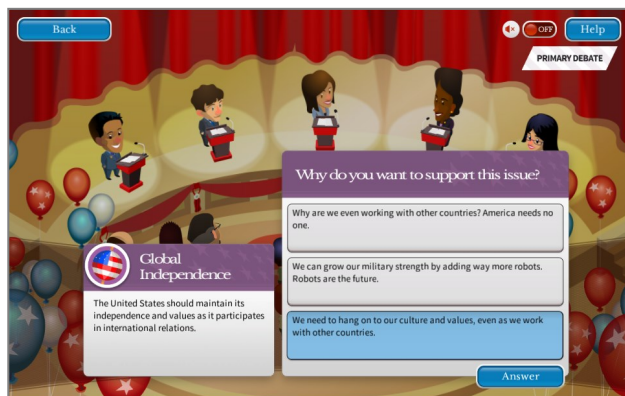 Back
OFF
Help
PRIMARY DEBATE
Why do you want to support this issue?
Why are we even working with other countries? America needs no
one.
We can grow our military strength by adding way more robots.
Robots are the future.
We need to hang on to our culture and values, even as we work
with other countries.
Answer
Global
Independence
The United States should maintain its
independence and values as it participates
in international relations.